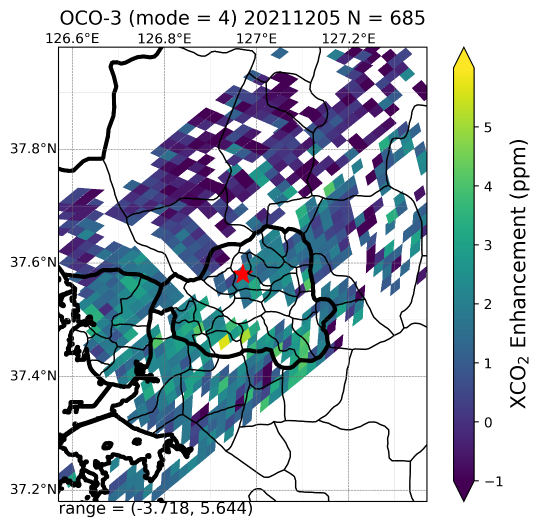 OCO-3 (mode = 4) 20211205 N = 685
126.6°E 126.8°E 127°E 127.2°E
37.8°N
37.6°N
37.4°N
37.2°N
range = (-3.718, 5.644)
5
4
3
2
1
0
−1
XCO₂ Enhancement (ppm)